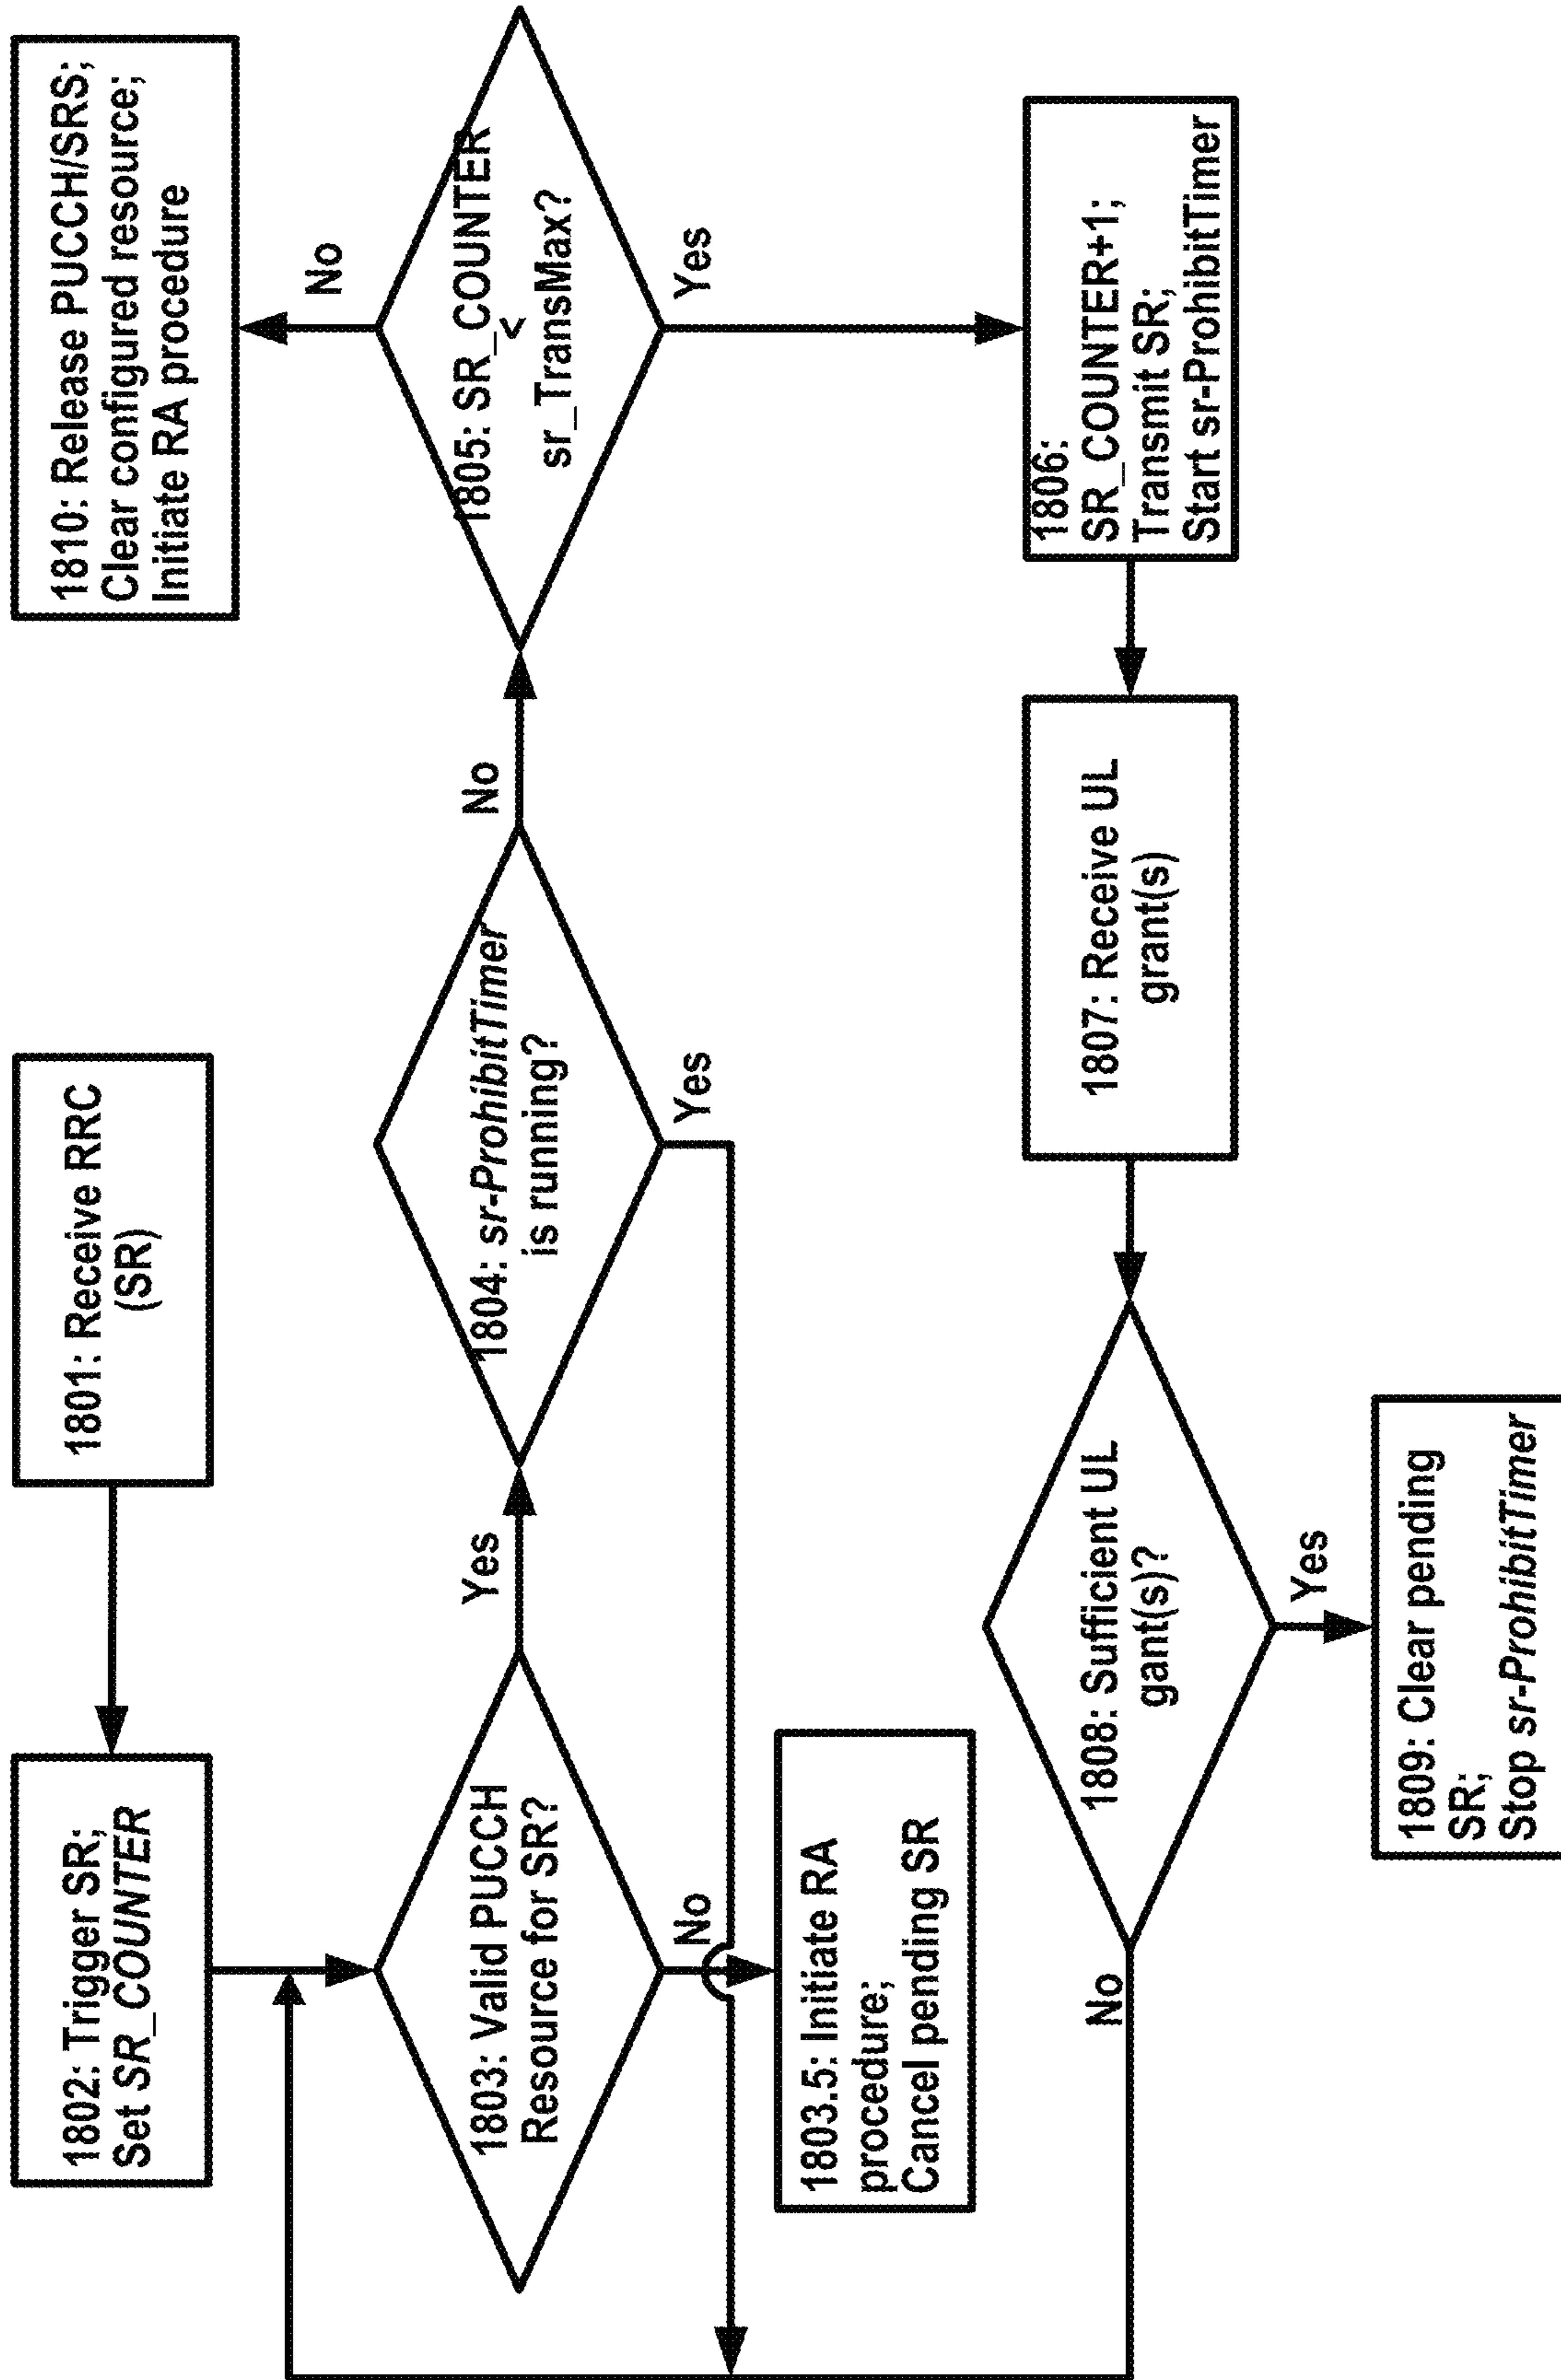 1801: Receive RRC
(SR)
1802: Trigger SR;
Set SR_COUNTER
1803: Valid PUCCH
Resource for SR?
Yes
No
1803.5: Initiate RA
procedure;
Cancel pending SR
1804: sr-ProhibitTimer
is running?
No
Yes
1805: SR_COUNTER
<
sr_TransMax?
No
Yes
1810: Release PUCCH/SRS;
Clear configured resource;
Initiate RA procedure
1806:
SR_COUNTER+1;
Transmit SR;
Start sr-ProhibitTimer
1807: Receive UL
grant(s)
1808: Sufficient UL
gant(s)?
No
Yes
1809: Clear pending
SR;
Stop sr-ProhibitTimer